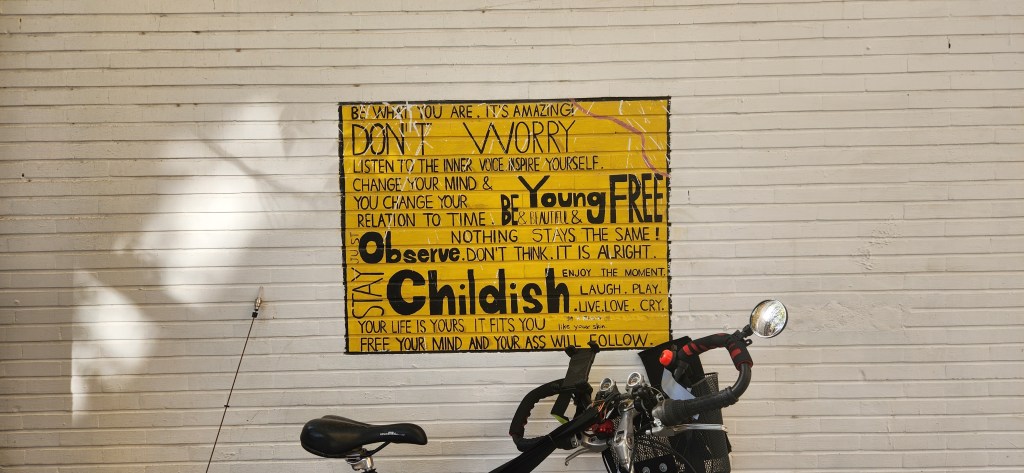 BE WHAT YOU ARE. IT'S AMAZING!
DON'T WORRY
LISTEN TO THE INNER VOICE INSPIRE YOURSELF.
CHANGE YOUR MIND &
YOU CHANGE YOUR
RELATION TO TIME.
BE Young FREE
& BEAUTIFUL &
NOTHING STAYS THE SAME!
JUST Observe. DON'T THINK. IT IS ALRIGHT.
STAY Childish
ENJOY THE MOMENT.
LAUGH. PLAY.
LIVE. LOVE. CRY.
YOUR LIFE IS YOURS IT FITS YOU like your skin.
FREE YOUR MIND AND YOUR ASS WILL FOLLOW.